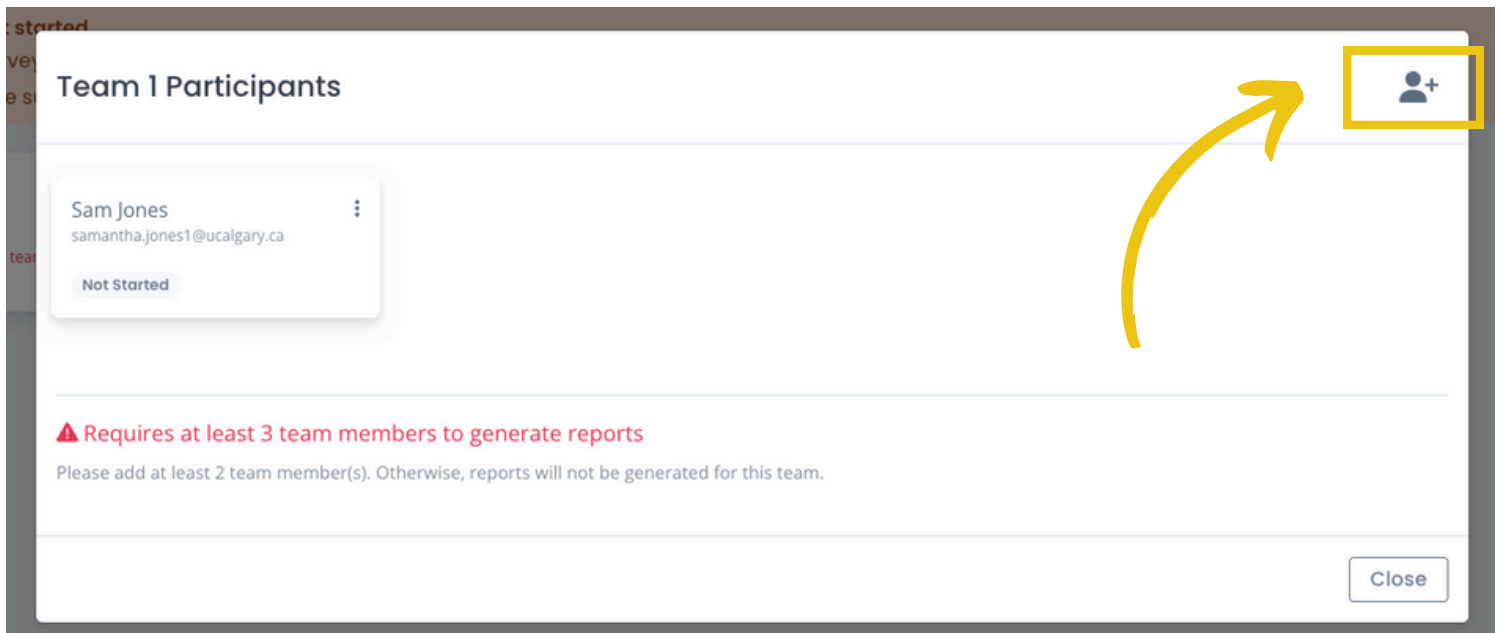 started
Team 1 Participants
Sam Jones
samantha.jones1@ucalgary.ca
Not Started
Requires at least 3 team members to generate reports
Please add at least 2 team member(s). Otherwise, reports will not be generated for this team.
Close